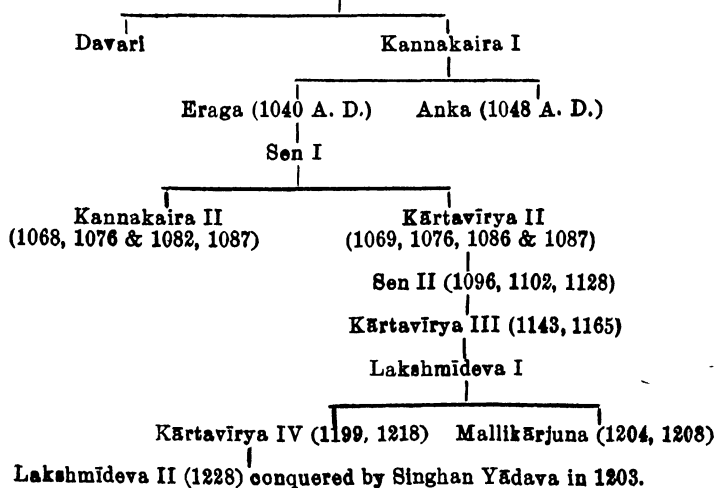 Davari Kannakaira I
Eraga (1040 A. D.) Anka (1048 A. D.)
Sen I
Kannakaira II Kārtavīrya II
(1068, 1076 & 1082, 1087) (1069, 1076, 1086 & 1087)
Sen II (1096, 1102, 1128)
Kārtavīrya III (1143, 1165)
Lakshmīdeva I
Kārtavīrya IV (1199, 1218) Mallikārjuna (1204, 1208)
Lakshmīdeva II (1228) conquered by Singhan Yādava in 1203.